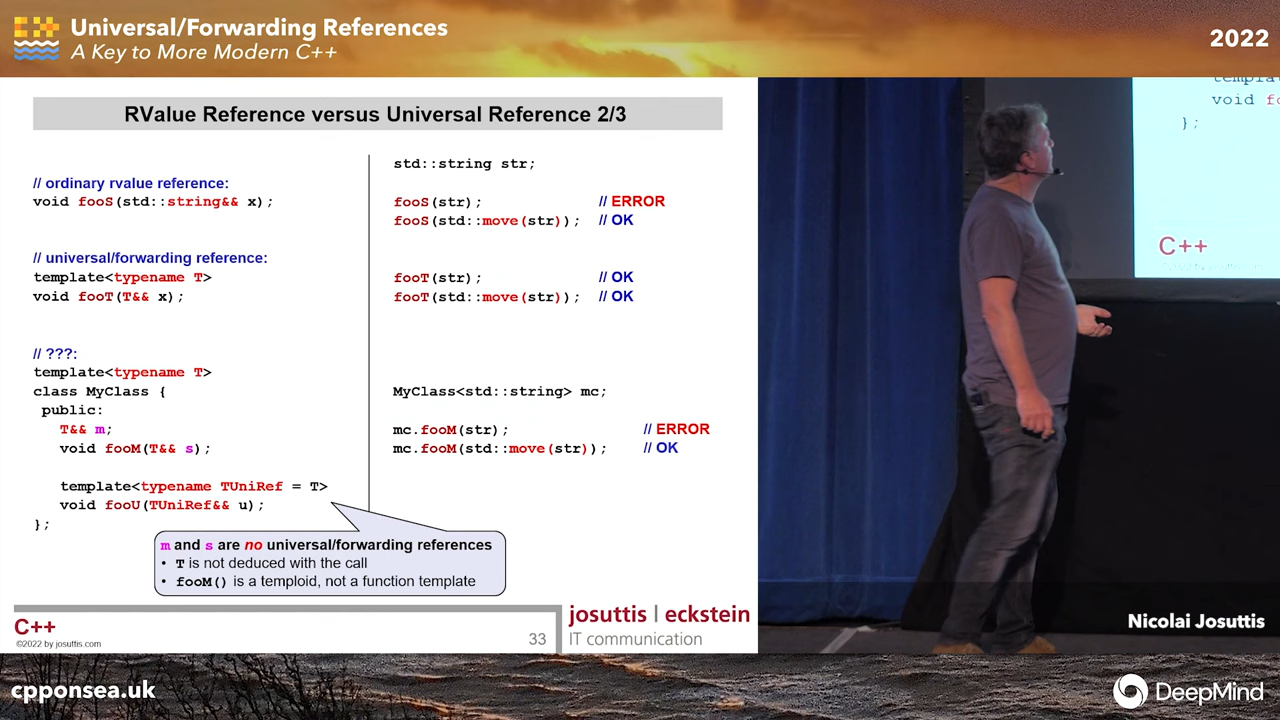 Universal/Forwarding References
A Key to More Modern C++
2022
RValue Reference versus Universal Reference 2/3
// ordinary rvalue reference:
void fooS(std::string&& x);
// universal/forwarding reference:
template<typename T>
void fooT(T&& x);
// ???:
template<typename T>
class MyClass {
public:
T&& m;
void fooM(T&& s);
template<typename TUniRef = T>
void fooU(TUniRef&& u);
};
std::string str;
fooS(str); // ERROR
fooS(std::move(str)); // OK
fooT(str); // OK
fooT(std::move(str)); // OK
MyClass<std::string> mc;
mc.fooM(str); // ERROR
mc.fooM(std::move(str)); // OK
m and s are no universal/forwarding references
• T is not deduced with the call
• fooM() is a temploid, not a function template
C++
©2022 by josuttis.com
33
josuttis | eckstein
IT communication
void
};
C++
Nicolai Josuttis
cpponsea.uk
DeepMind